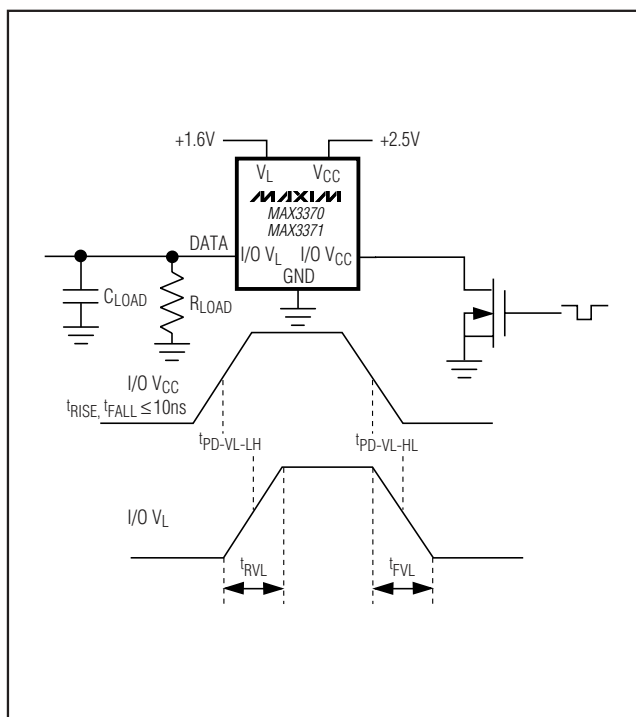 +1.6V +2.5V
VL VCC
MAXIM
MAX3370
MAX3371
DATA
I/O VL I/O VCC
GND
CLOAD
RLOAD
I/O VCC
tRISE, tFALL ≤ 10ns
tPD-VL-LH tPD-VL-HL
I/O VL
tRVL tFVL